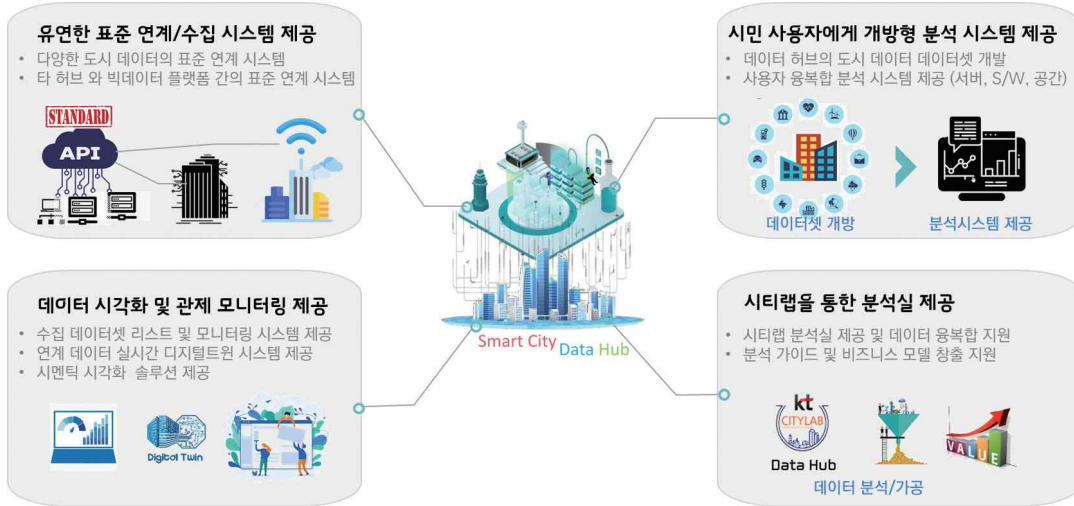 유연한 표준 연계/수집 시스템 제공
• 다양한 도시 데이터의 표준 연계 시스템
• 타 허브 와 빅데이터 플랫폼 간의 표준 연계 시스템
STANDARD
API
시민 사용자에게 개방형 분석 시스템 제공
• 데이터 허브의 도시 데이터 데이터셋 개발
• 사용자 융복합 분석 시스템 제공 (서버, S/W, 공간)
데이터셋 개방
분석시스템 제공
Smart City Data Hub
데이터 시각화 및 관제 모니터링 제공
• 수집 데이터셋 리스트 및 모니터링 시스템 제공
• 연계 데이터 실시간 디지털트윈 시스템 제공
• 시멘틱 시각화 솔루션 제공
Digital Twin
시티랩을 통한 분석실 제공
• 시티랩 분석실 제공 및 데이터 융복합 지원
• 분석 가이드 및 비즈니스 모델 창출 지원
kt
CITYLAB
Data Hub
VALUE
데이터 분석/가공